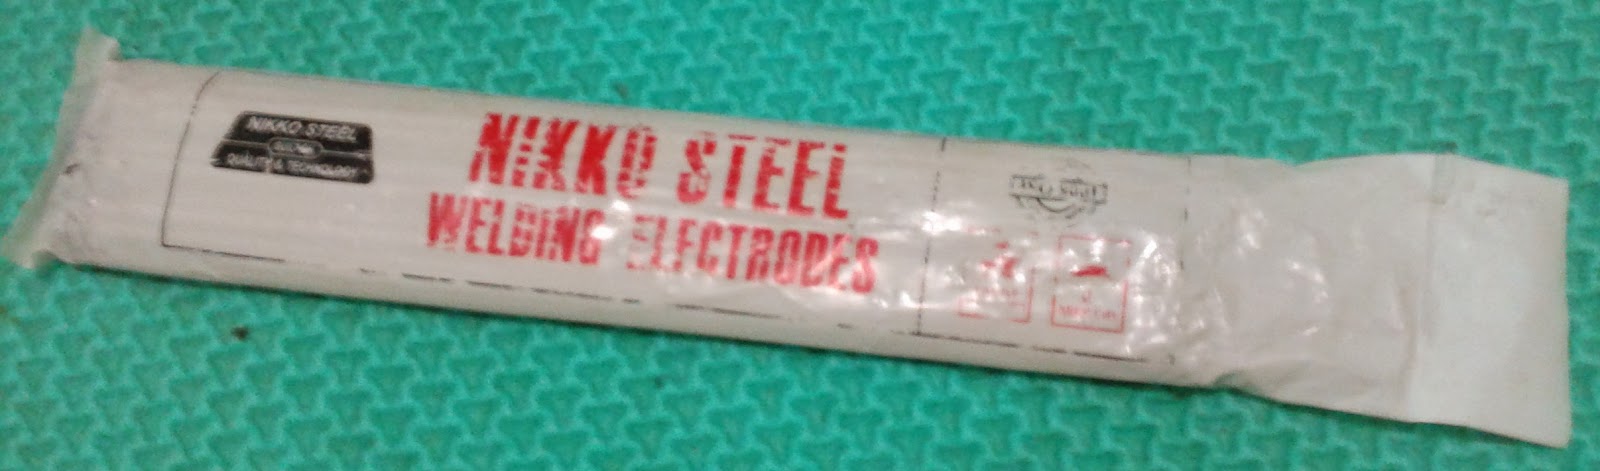 NIKKO STEEL
QUALITY & TECHNOLOGY
NIKKO STEEL
WELDING ELECTRODES